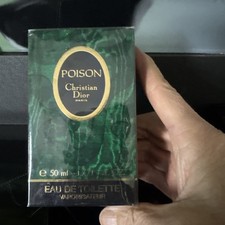 POISON
Christian
Dior
PARIS
e 50 ml
EAU DE TOILETTE
VAPORISATEUR